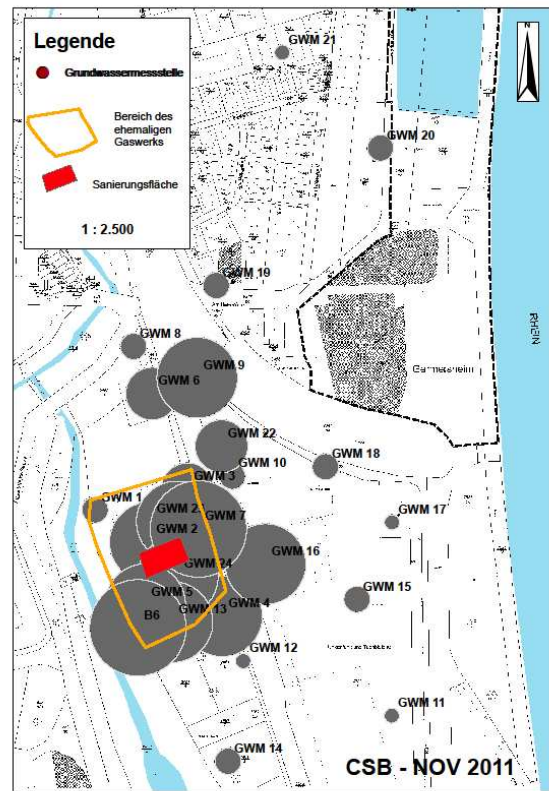 Legende
Grundwassermessstelle
Bereich des
ehemaligen
Gaswerks
Sanierungsfläche
1 : 2.500
N
GWM 21
GWM 20
GWM 19
RHEIN
GWM 8
GWM 9
GWM 6
Germersheim
GWM 22
GWM 18
GWM 3
GWM 10
GWM 1
GWM 7
GWM 17
GWM 2
GWM 16
GWM 24
GWM 5
GWM 15
B6
GWM 13
GWM 4
GWM 12
GWM 11
GWM 14
CSB - NOV 2011